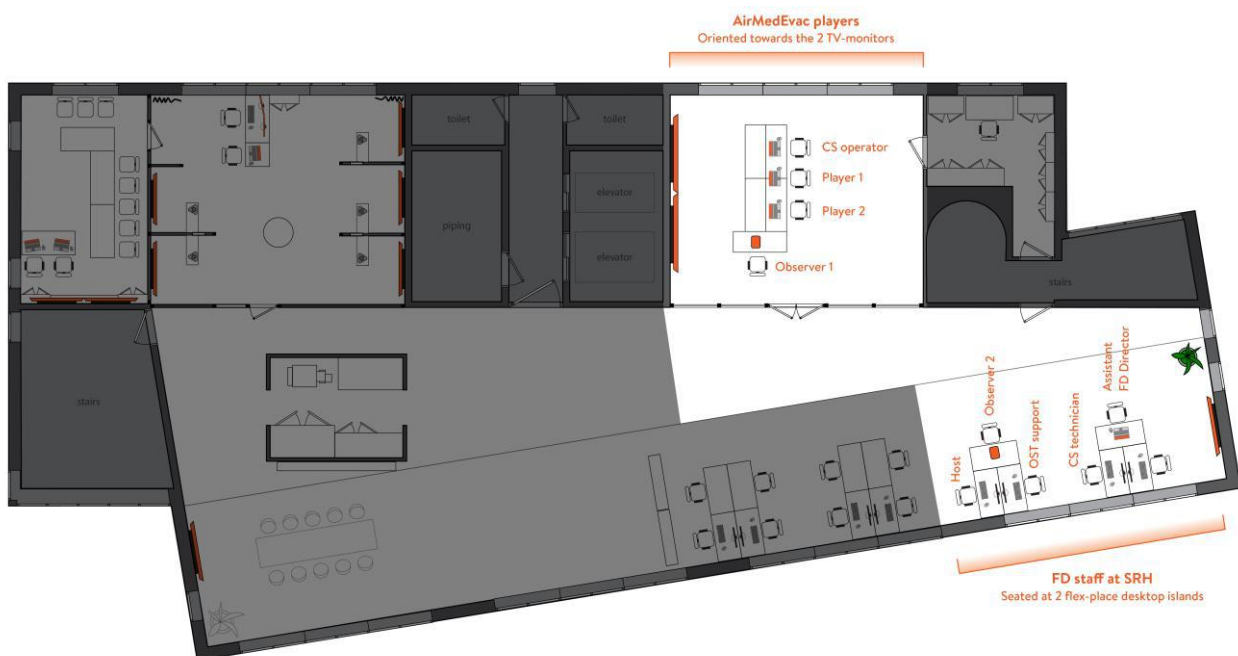 AirMedEvac players
Oriented towards the 2 TV-monitors
toilet
toilet
CS operator
elevator
Player 1
piping
Player 2
elevator
Observer 1
stairs
stairs
Observer 2
Assistant
FD Director
Host
OST support
CS technician
FD staff at SRH
Seated at 2 flex-place desktop islands